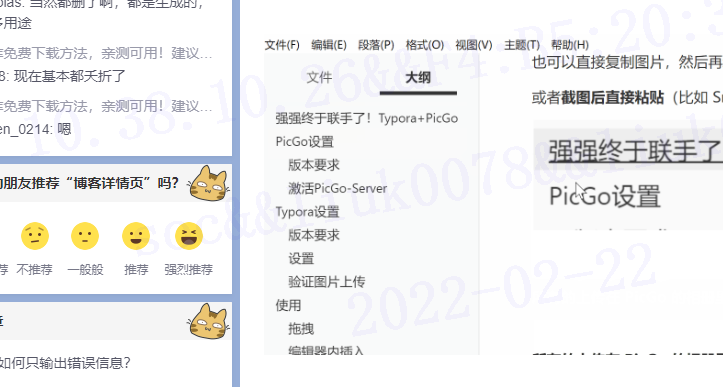 当然都删了啊，都是生成的，
多用途
免费下载方法，亲测可用！建议…
8: 现在基本都夭折了
免费下载方法，亲测可用！建议…
en_0214: 嗯
朋友推荐“博客详情页”吗？
不推荐 一般般 推荐 强烈推荐
如何只输出错误信息？
文件(F) 编辑(E) 段落(P) 格式(O) 视图(V) 主题(T) 帮助(H)
文件 大纲
强强终于联手了！Typora+PicGo
PicGo设置
版本要求
激活PicGo-Server
Typora设置
版本要求
设置
验证图片上传
使用
拖拽
编辑器内插入
也可以直接复制图片，然后再
或者截图后直接粘贴（比如 Sn
强强终于联手了
PicGo设置
10.38.10.26&&F4:B5:20:3
2022-02-22